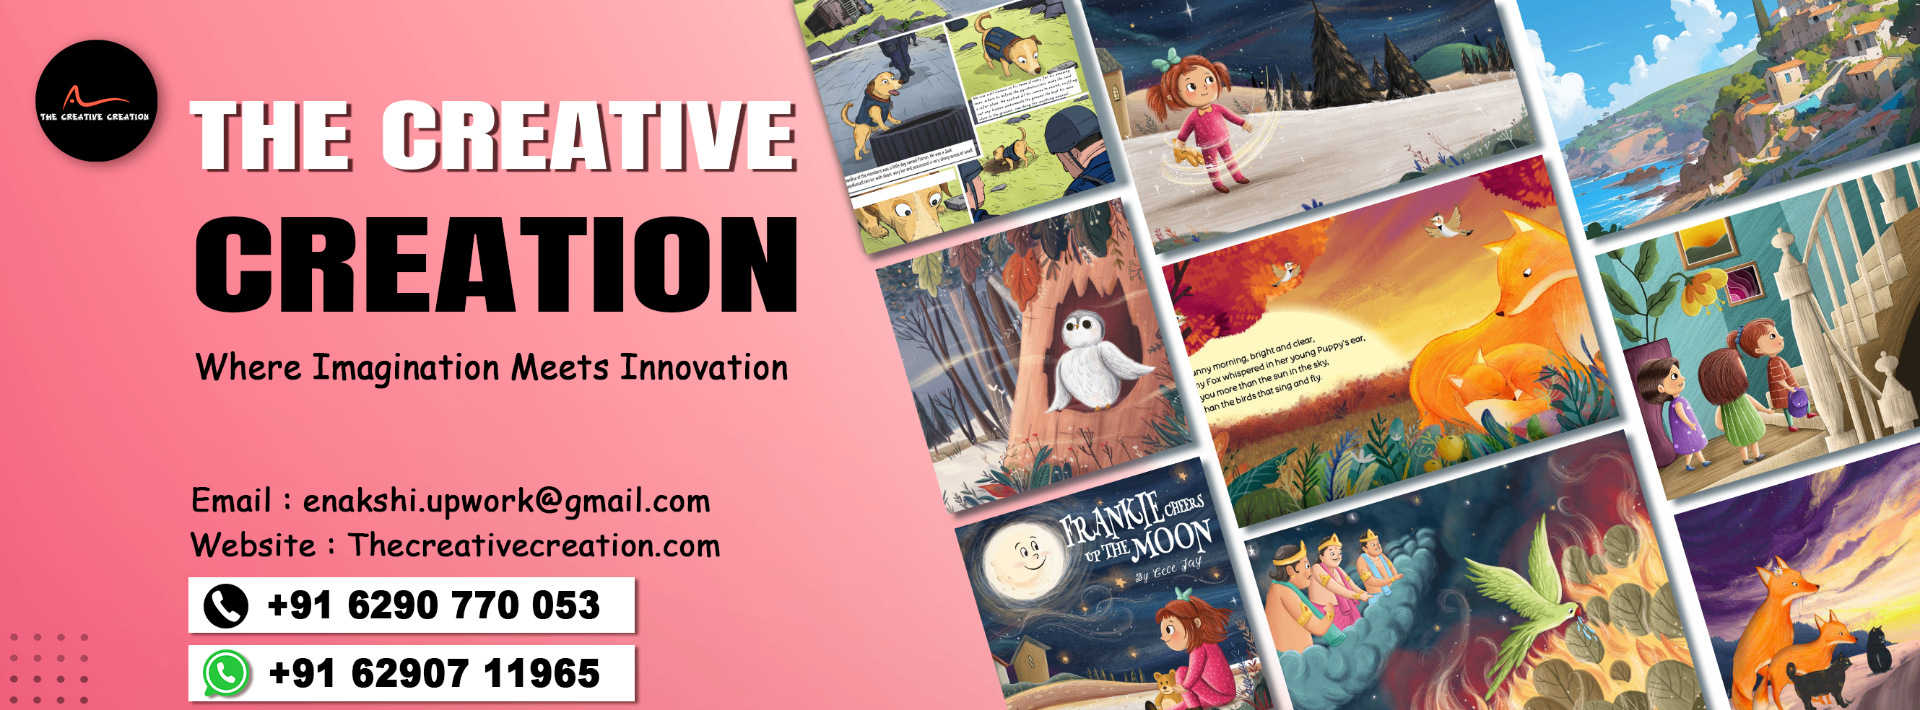 THE CREATIVE CREATION
THE CREATIVE
CREATION
Where Imagination Meets Innovation
Email : enakshi.upwork@gmail.com
Website : Thecreativecreation.com
+91 6290 770 053
+91 62907 11965
unny morning, bright and clear,
ny Fox whispered in her young Puppy's ear,
you more than the sun in the sky,
han the birds that sing and fly.
FRANKIE CHEERS
UP THE MOON
By Cece Jay